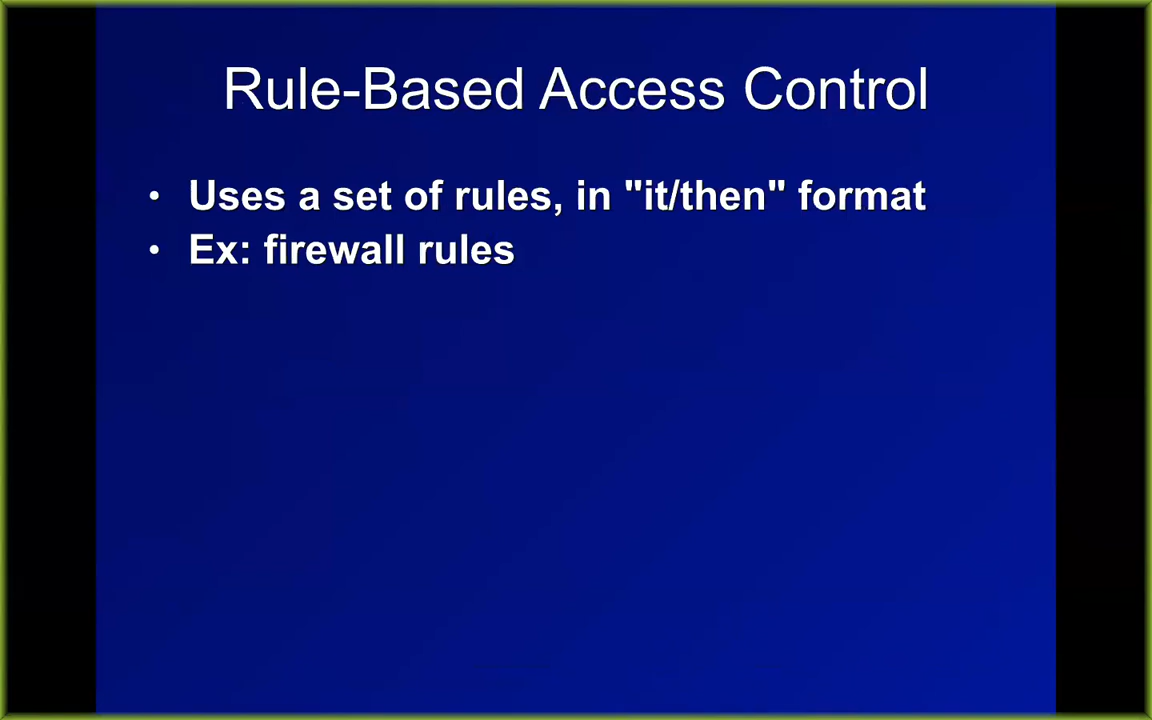 Rule-Based Access Control
• Uses a set of rules, in "it/then" format
• Ex: firewall rules